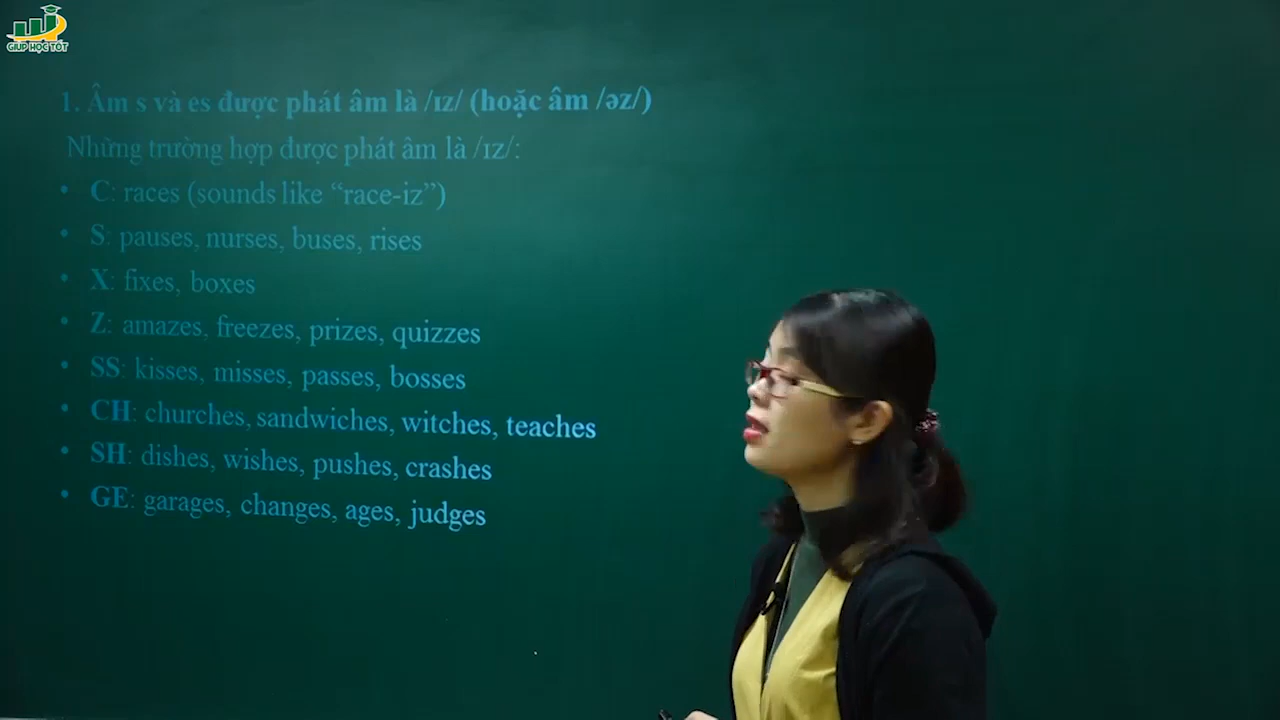 GIUP HỌC TỐT
1. Âm s và es được phát âm là /ɪz/ (hoặc âm /əz/)
Những trường hợp được phát âm là /ɪz/:
• C: races (sounds like “race-iz”)
• S: pauses, nurses, buses, rises
• X: fixes, boxes
• Z: amazes, freezes, prizes, quizzes
• SS: kisses, misses, passes, bosses
• CH: churches, sandwiches, witches, teaches
• SH: dishes, wishes, pushes, crashes
• GE: garages, changes, ages, judges